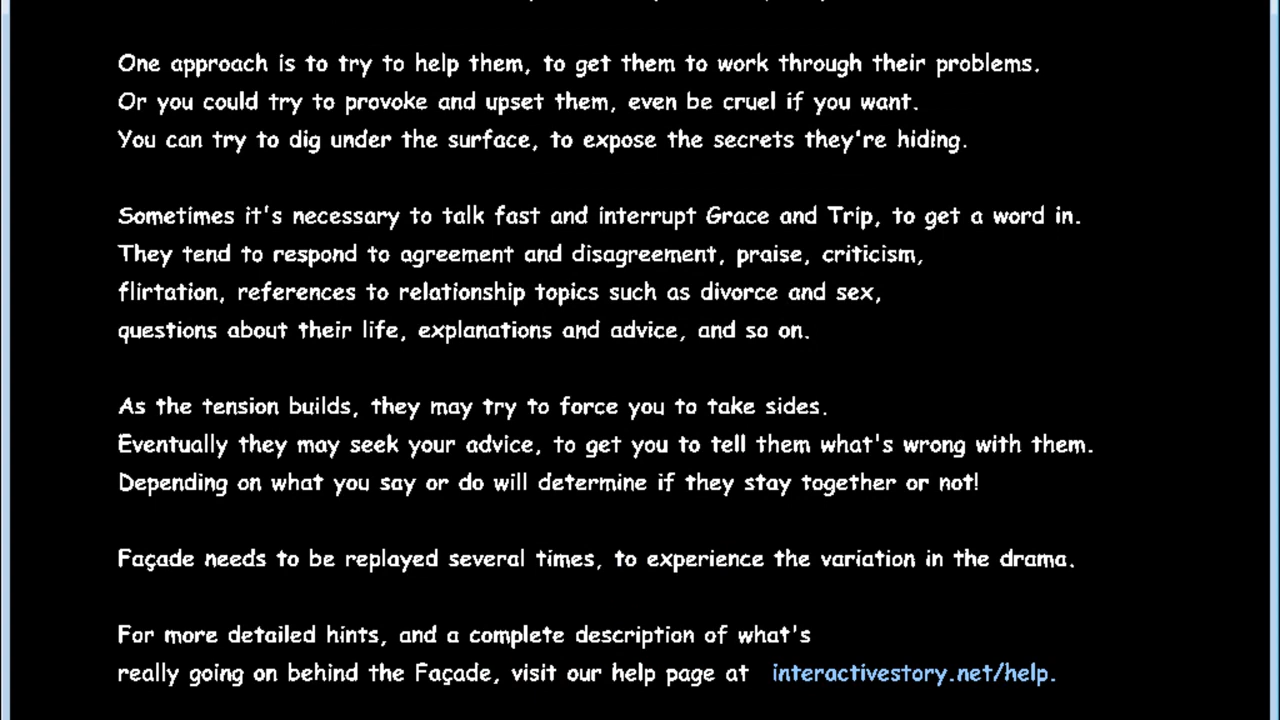 One approach is to try to help them, to get them to work through their problems.
Or you could try to provoke and upset them, even be cruel if you want.
You can try to dig under the surface, to expose the secrets they're hiding.
Sometimes it's necessary to talk fast and interrupt Grace and Trip, to get a word in.
They tend to respond to agreement and disagreement, praise, criticism,
flirtation, references to relationship topics such as divorce and sex,
questions about their life, explanations and advice, and so on.
As the tension builds, they may try to force you to take sides.
Eventually they may seek your advice, to get you to tell them what's wrong with them.
Depending on what you say or do will determine if they stay together or not!
Façade needs to be replayed several times, to experience the variation in the drama.
For more detailed hints, and a complete description of what's
really going on behind the Façade, visit our help page at interactivestory.net/help.